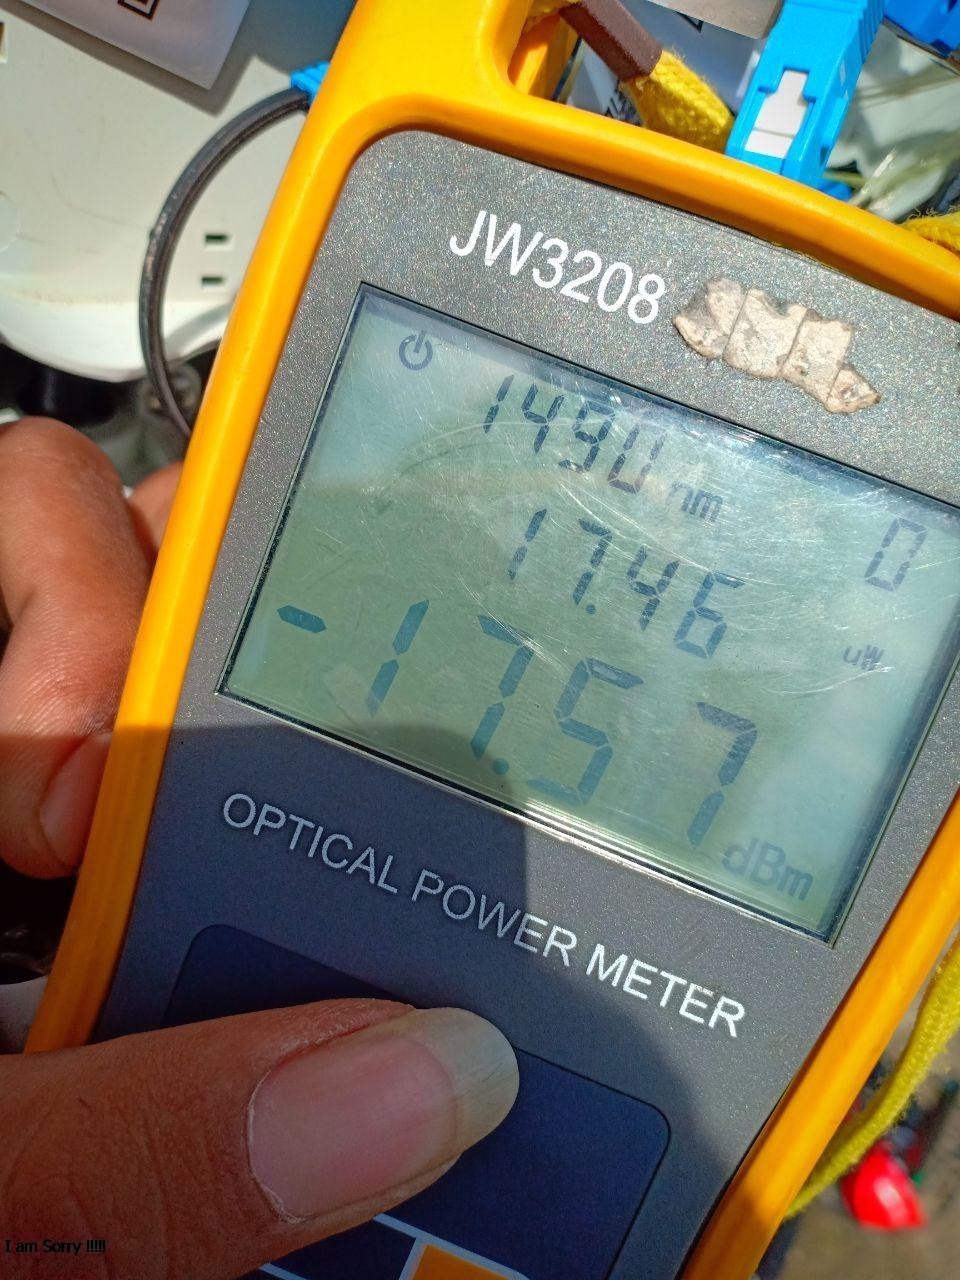 JW3208
1490 nm
0
17.46 uW
-17.57 dBm
OPTICAL POWER METER
I am Sorry !!!!!